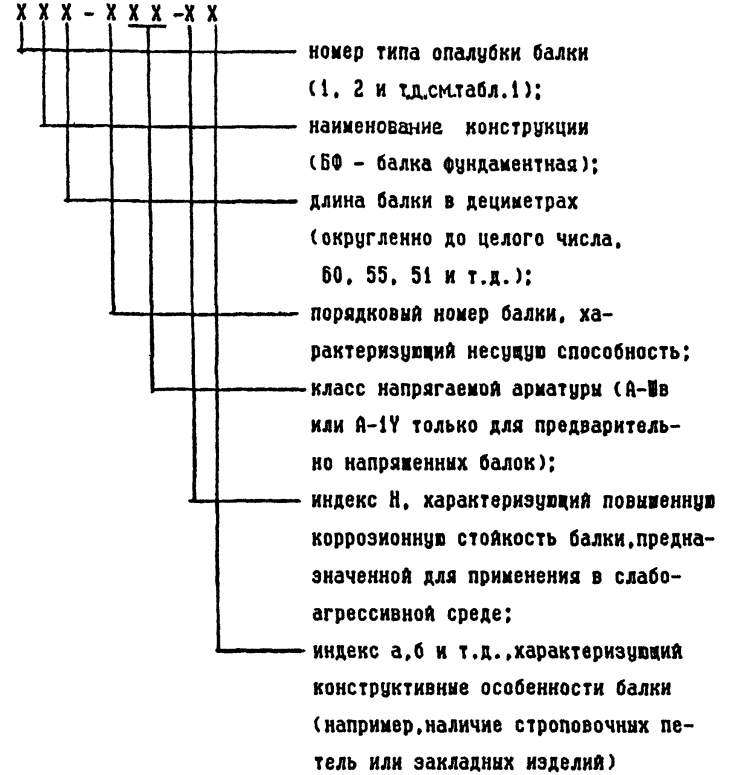 X X X - X X X -X X
номер типа опалубки балки
(1, 2 и т.д.см.табл.1);
наименование конструкции
(БФ - балка фундаментная);
длина балки в дециметрах
(округленно до целого числа,
60, 55, 51 и т.д.);
порядковый номер балки, ха-
рактеризующий несущую способность;
класс напрягаемой арматуры (А-Шв
или А-1У только для предваритель-
но напряженных балок);
индекс Н, характеризующий повышенную
коррозионную стойкость балки,предна-
значенной для применения в слабо-
агрессивной среде;
индекс а,б и т.д.,характеризующий
конструктивные особенности балки
(например,наличие строповочных пе-
тель или закладных изделий)